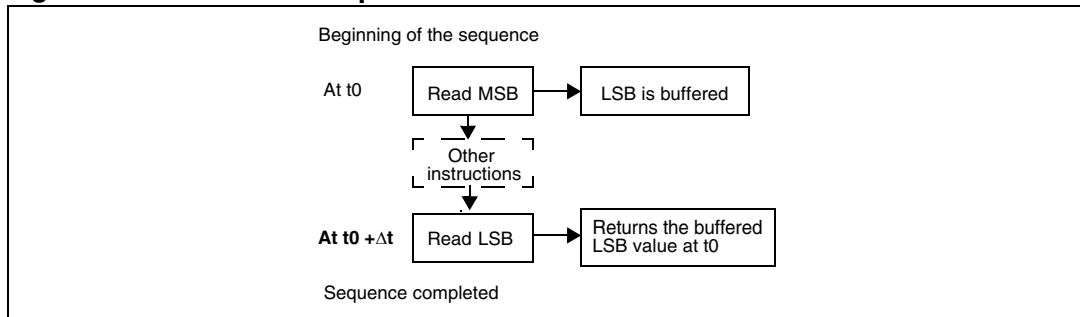 Beginning of the sequence
At t0
Read MSB
LSB is buffered
Other
instructions
At t0 +Δt
Read LSB
Returns the buffered
LSB value at t0
Sequence completed